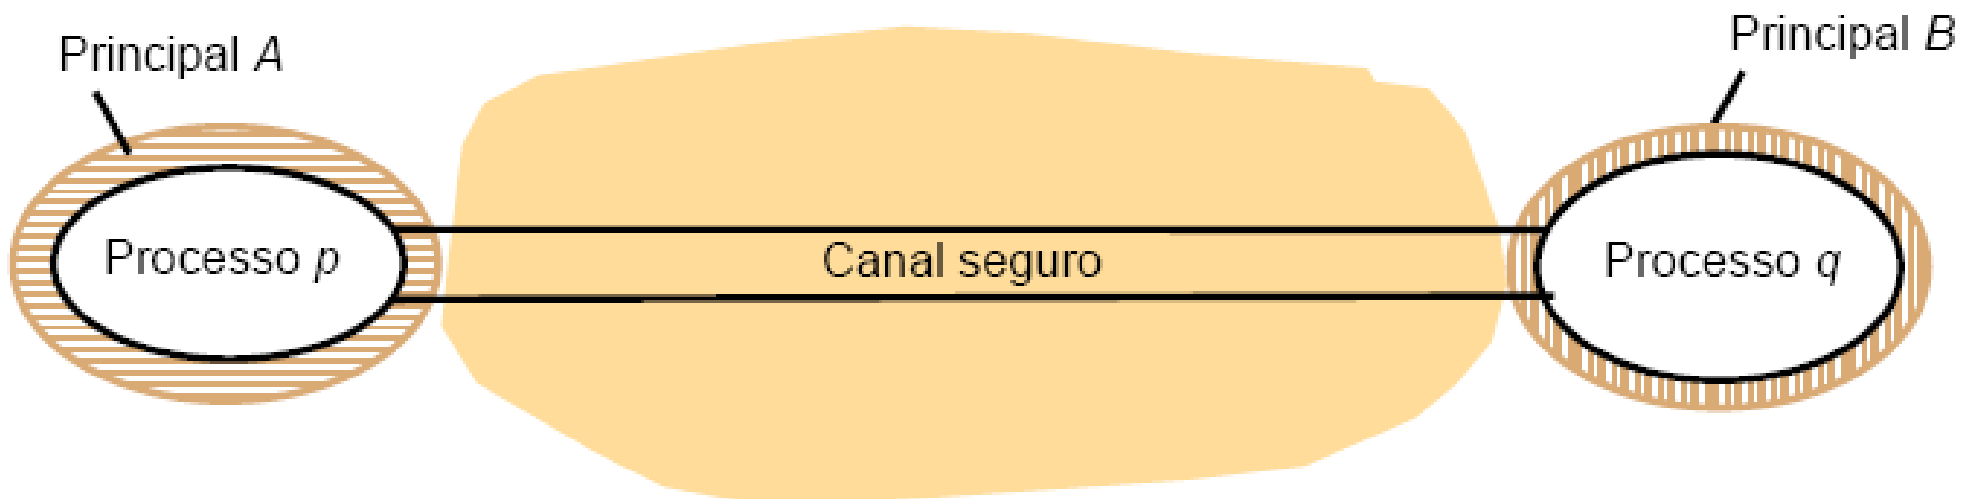 Principal A
Principal B
Processo p
Canal seguro
Processo q